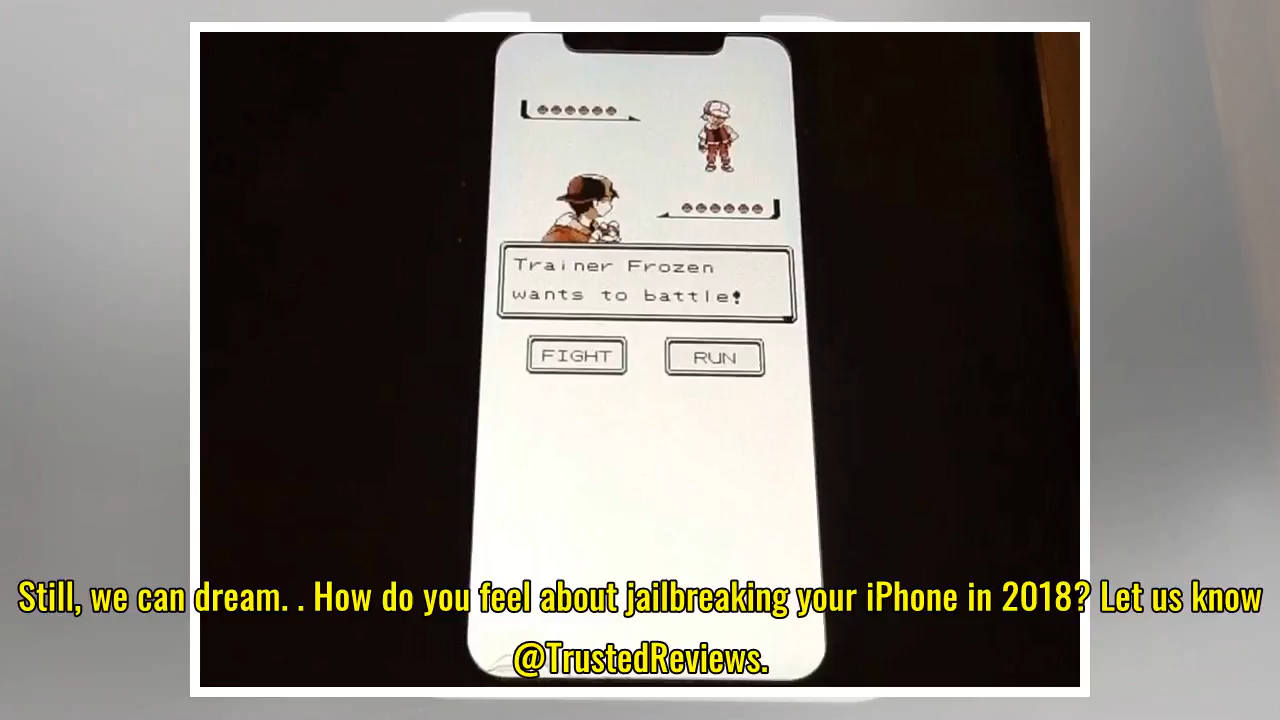 Trainer Frozen
wants to battle!
FIGHT
RUN
Still, we can dream. . How do you feel about jailbreaking your iPhone in 2018? Let us know
@TrustedReviews.